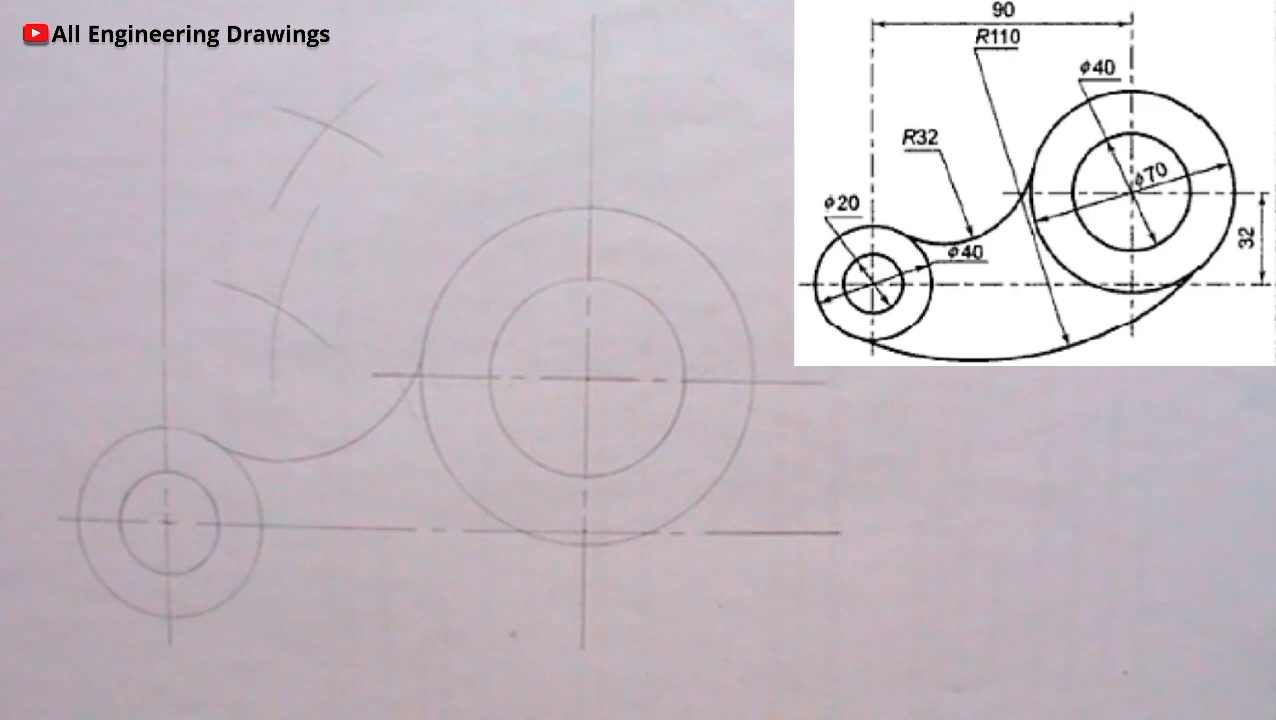 All Engineering Drawings
90
R110
ϕ40
R32
ϕ70
ϕ20
32
ϕ40